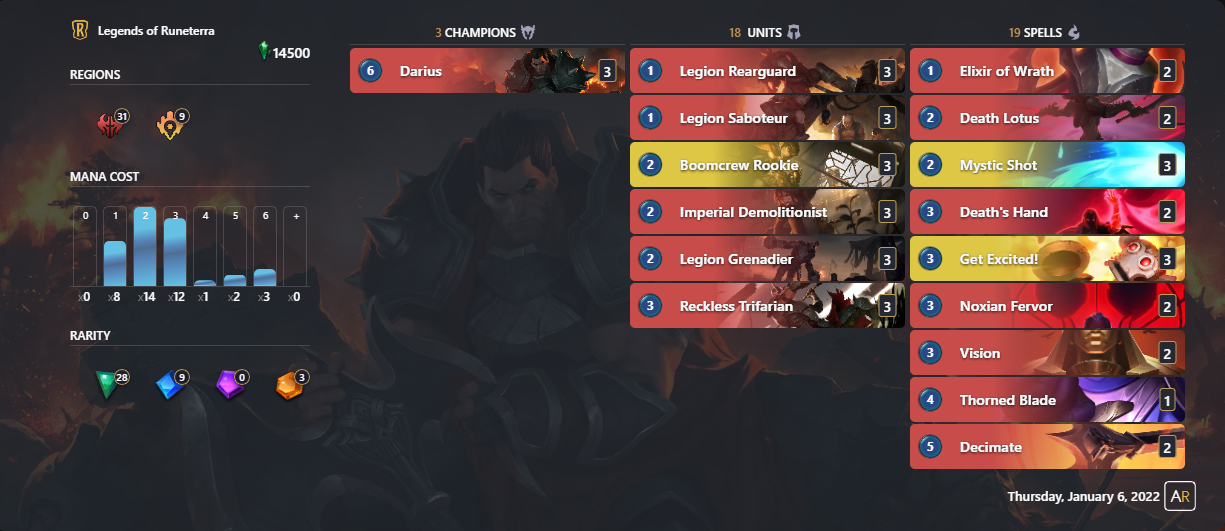 Legends of Runeterra
14500
REGIONS
31 9
MANA COST
0 1 2 3 4 5 6 +
x0 x8 x14 x12 x1 x2 x3 x0
RARITY
28 9 0 3
3 CHAMPIONS
6 Darius 3
18 UNITS
1 Legion Rearguard 3
1 Legion Saboteur 3
2 Boomcrew Rookie 3
2 Imperial Demolitionist 3
2 Legion Grenadier 3
3 Reckless Trifarian 3
19 SPELLS
1 Elixir of Wrath 2
2 Death Lotus 2
2 Mystic Shot 3
3 Death's Hand 2
3 Get Excited! 3
3 Noxian Fervor 2
3 Vision 2
4 Thorned Blade 1
5 Decimate 2
Thursday, January 6, 2022 AR